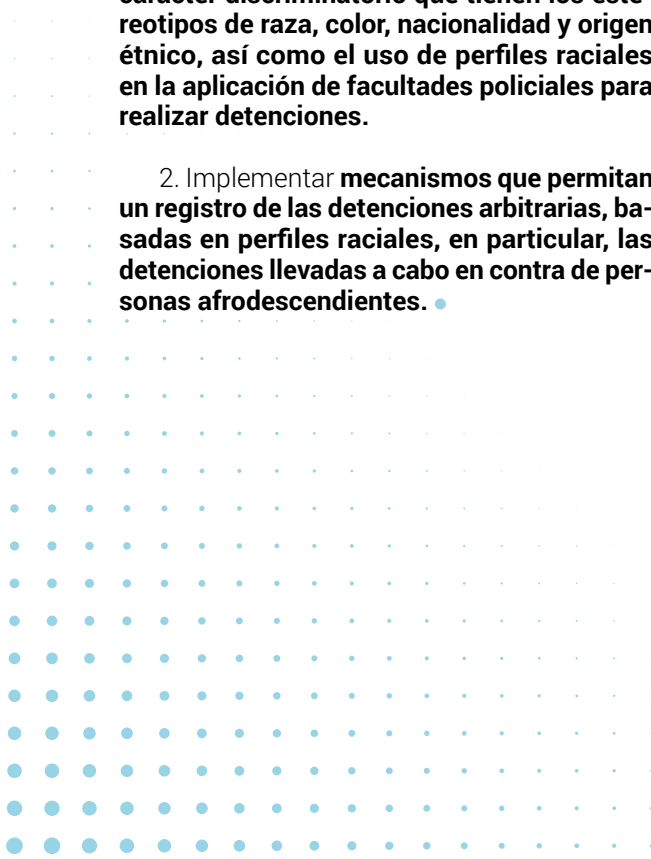 carácter discriminatorio que tienen los este-
reotipos de raza, color, nacionalidad y origen
étnico, así como el uso de perfiles raciales
en la aplicación de facultades policiales para
realizar detenciones.
2. Implementar mecanismos que permitan
un registro de las detenciones arbitrarias, ba-
sadas en perfiles raciales, en particular, las
detenciones llevadas a cabo en contra de per-
sonas afrodescendientes.